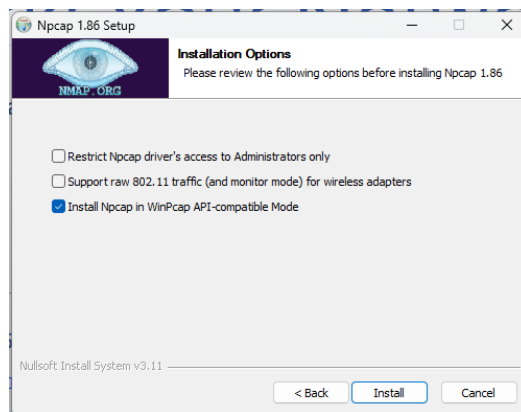 Npcap 1.86 Setup
Installation Options
Please review the following options before installing Npcap 1.86
NMAP.ORG
Restrict Npcap driver's access to Administrators only
Support raw 802.11 traffic (and monitor mode) for wireless adapters
Install Npcap in WinPcap API-compatible Mode
Nullsoft Install System v3.11
< Back
Install
Cancel